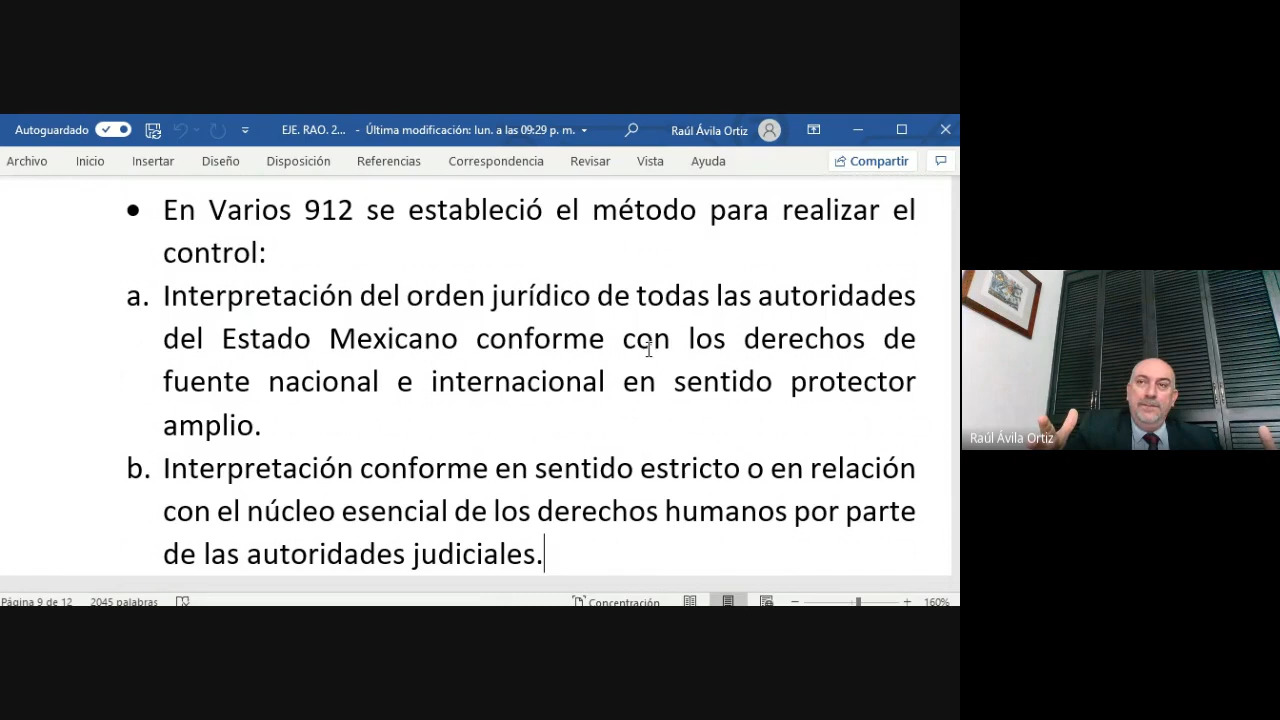 Autoguardado EJE. RAO. 2... - Última modificación: lun. a las 09:29 p. m. Raúl Ávila Ortiz
Archivo Inicio Insertar Diseño Disposición Referencias Correspondencia Revisar Vista Ayuda Compartir
• En Varios 912 se estableció el método para realizar el
control:
a. Interpretación del orden jurídico de todas las autoridades
del Estado Mexicano conforme con los derechos de
fuente nacional e internacional en sentido protector
amplio.
b. Interpretación conforme en sentido estricto o en relación
con el núcleo esencial de los derechos humanos por parte
de las autoridades judiciales.
Página 9 de 12 2045 palabras Concentración 160%
Raúl Ávila Ortiz